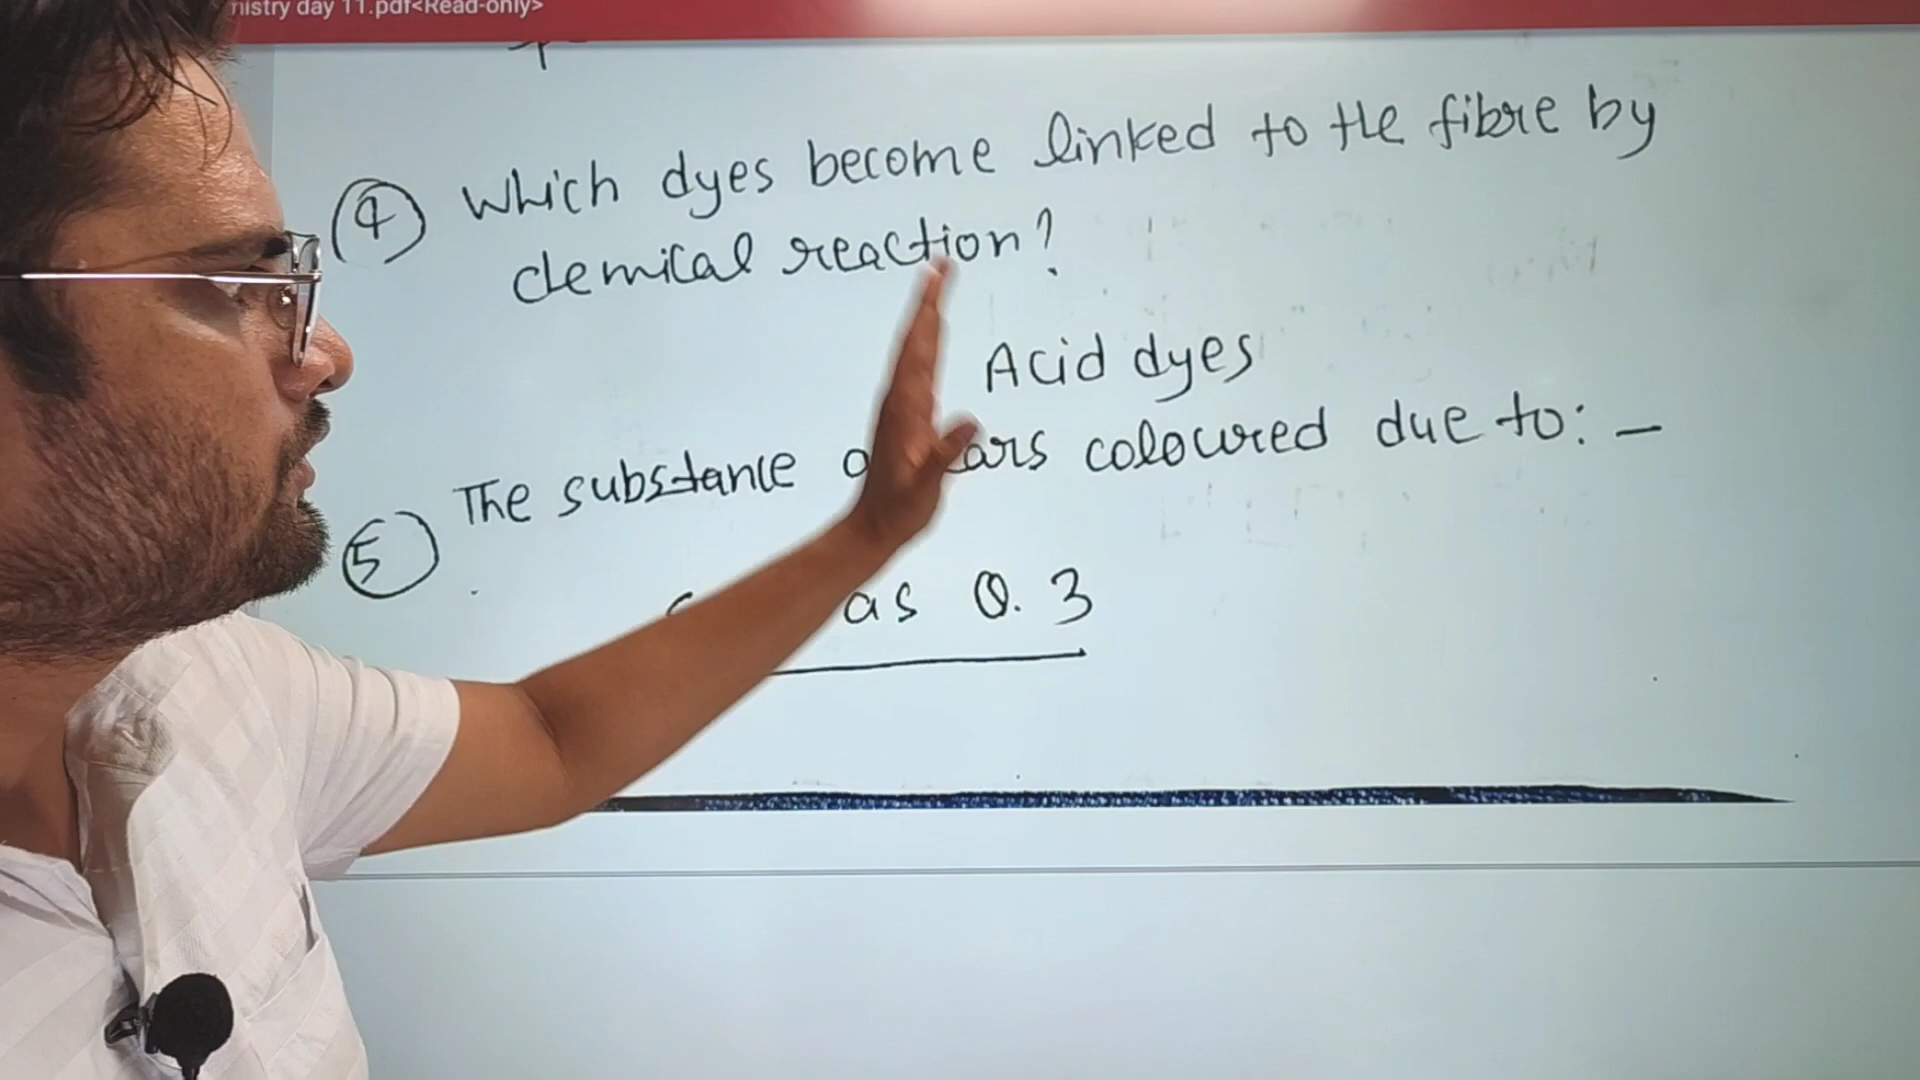 nistry day 11.pdf<Read-only>
④ Which dyes become linked to the fibre by
chemical reaction?
Acid dyes
⑤ The substance coloured due to: –
as Q. 3